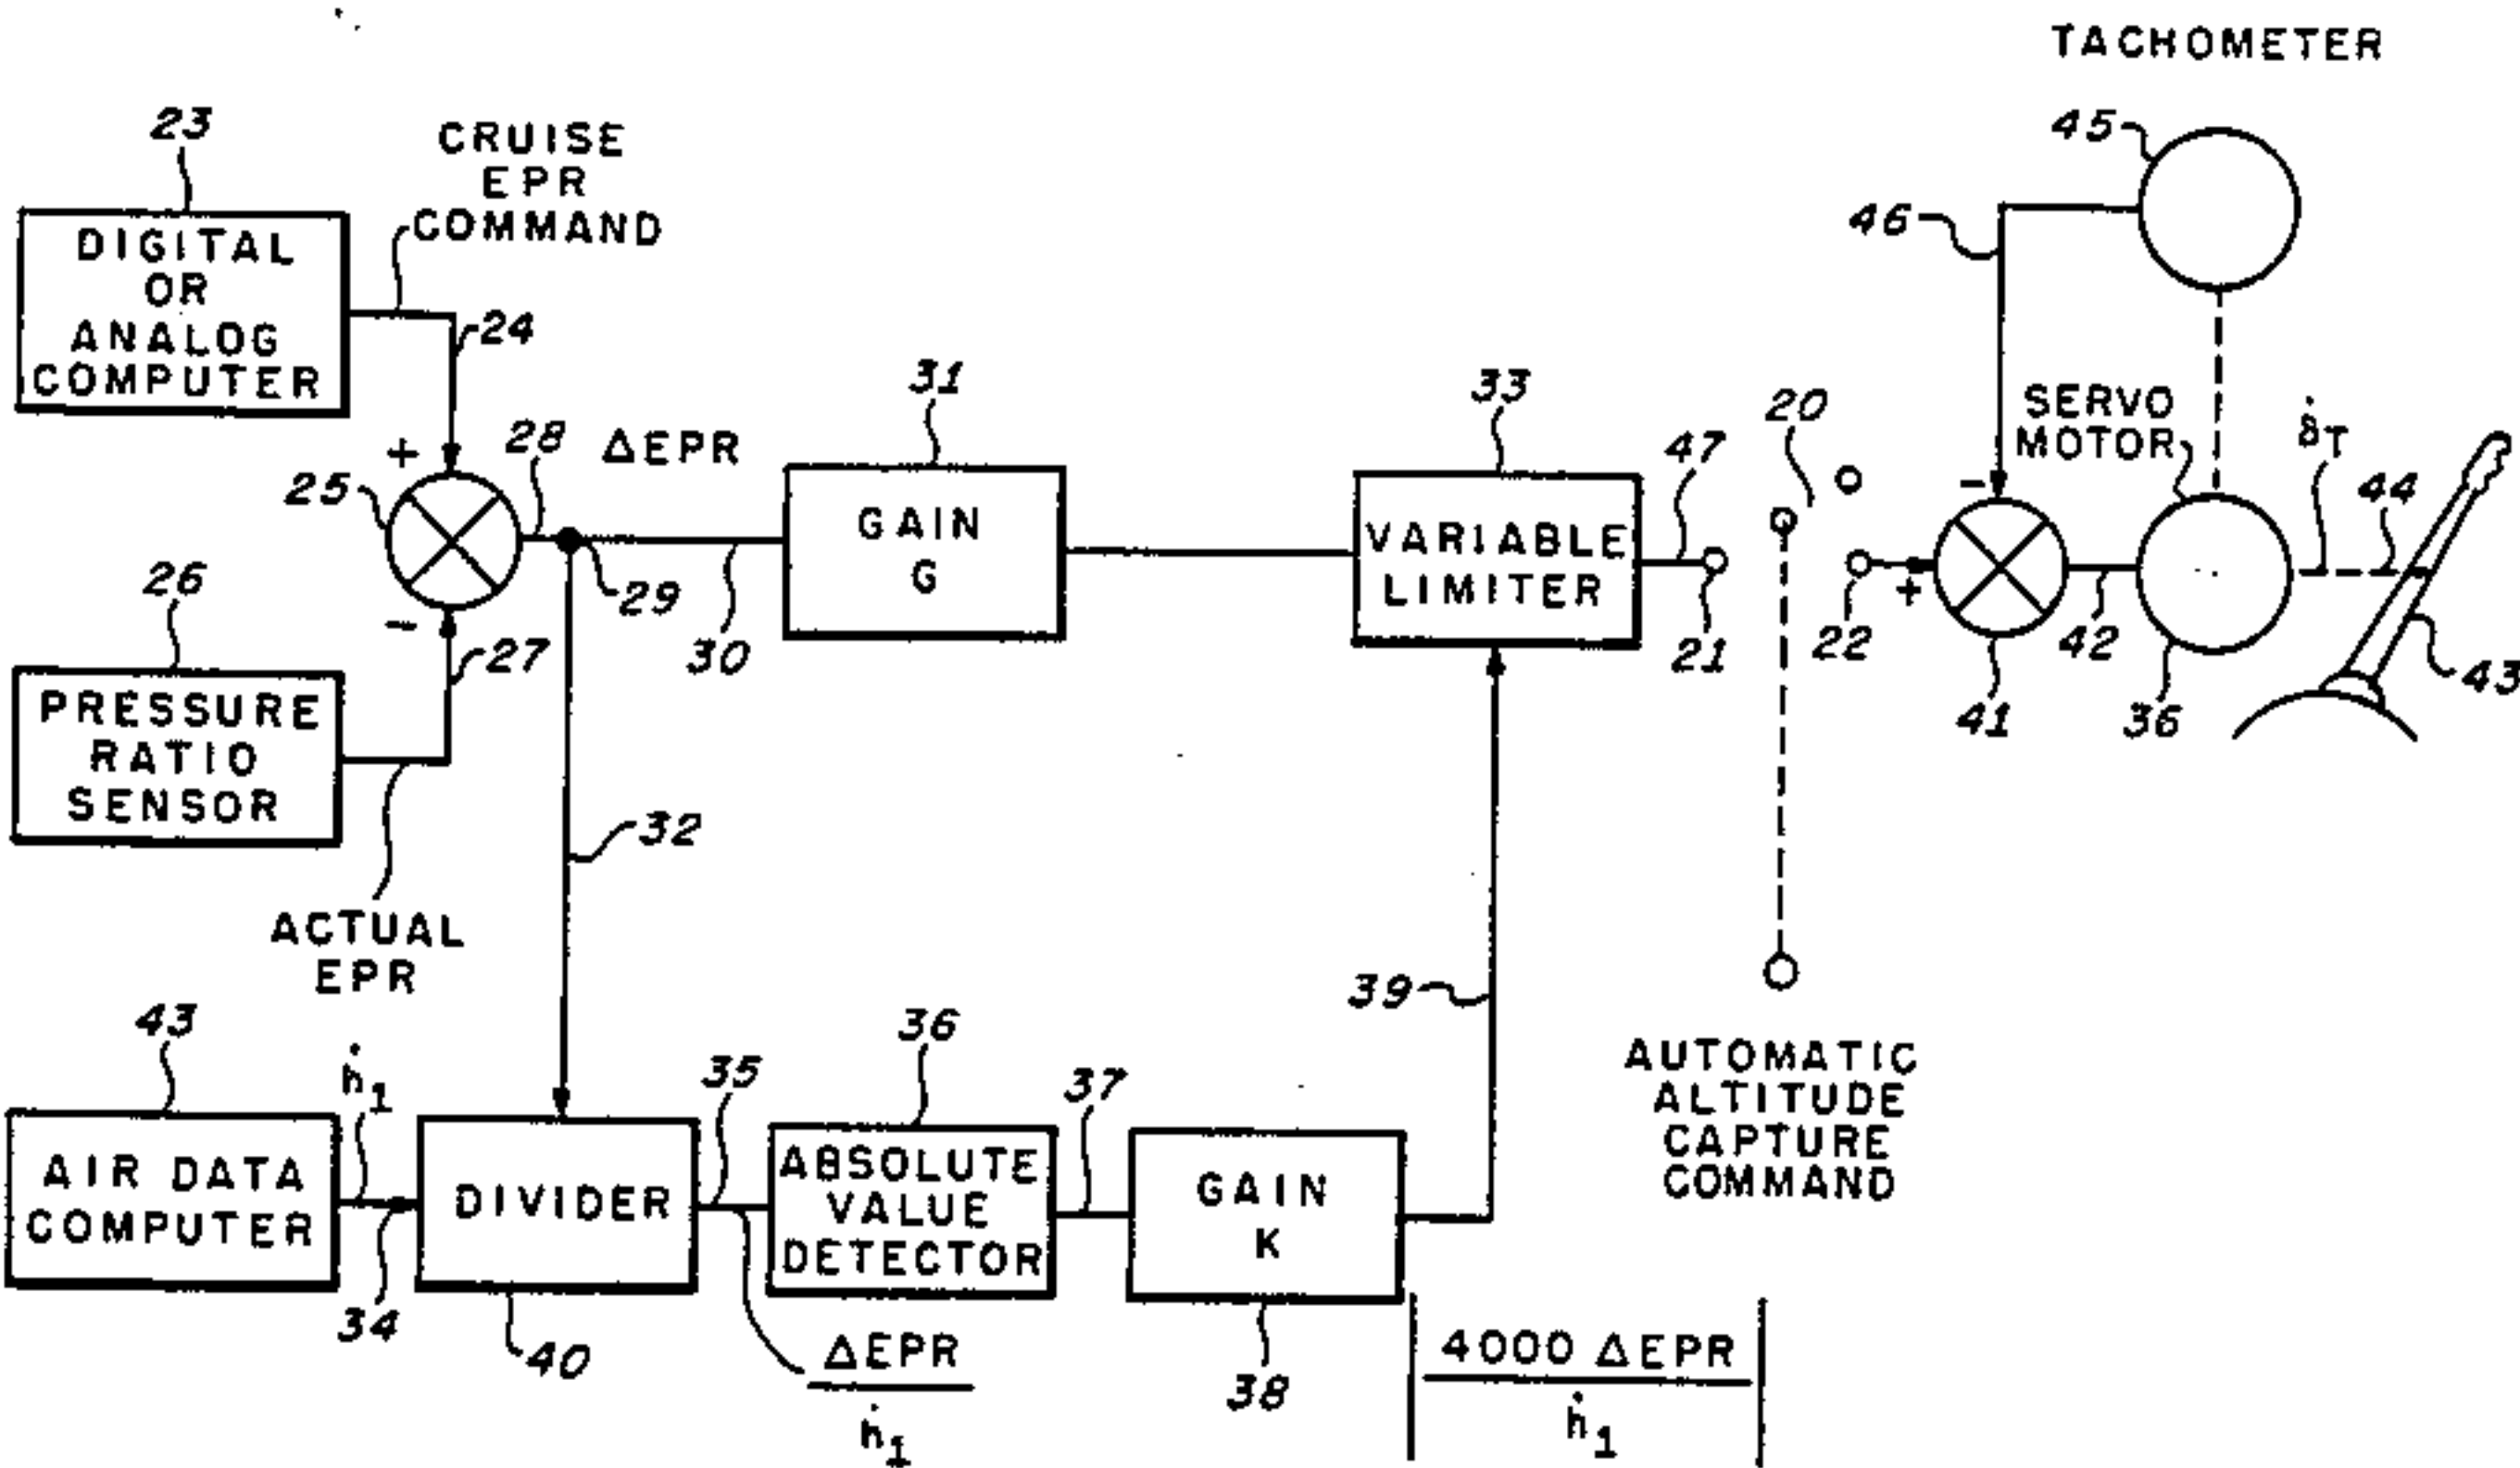 TACHOMETER
23
CRUISE
EPR
COMMAND
45
46
DIGITAL
OR
ANALOG
COMPUTER
24
31
33
20
SERVO
MOTOR
δ̇T
44
+
28
ΔEPR
47
-
25
GAIN
G
VARIABLE
LIMITER
26
-
29
30
21
22
+
42
27
41
36
43
PRESSURE
RATIO
SENSOR
32
ACTUAL
EPR
39
43
ḣ1
36
35
37
AUTOMATIC
ALTITUDE
CAPTURE
COMMAND
AIR DATA
COMPUTER
DIVIDER
ABSOLUTE
VALUE
DETECTOR
GAIN
K
34
40
ΔEPR
ḣ1
38
4000 ΔEPR
ḣ1